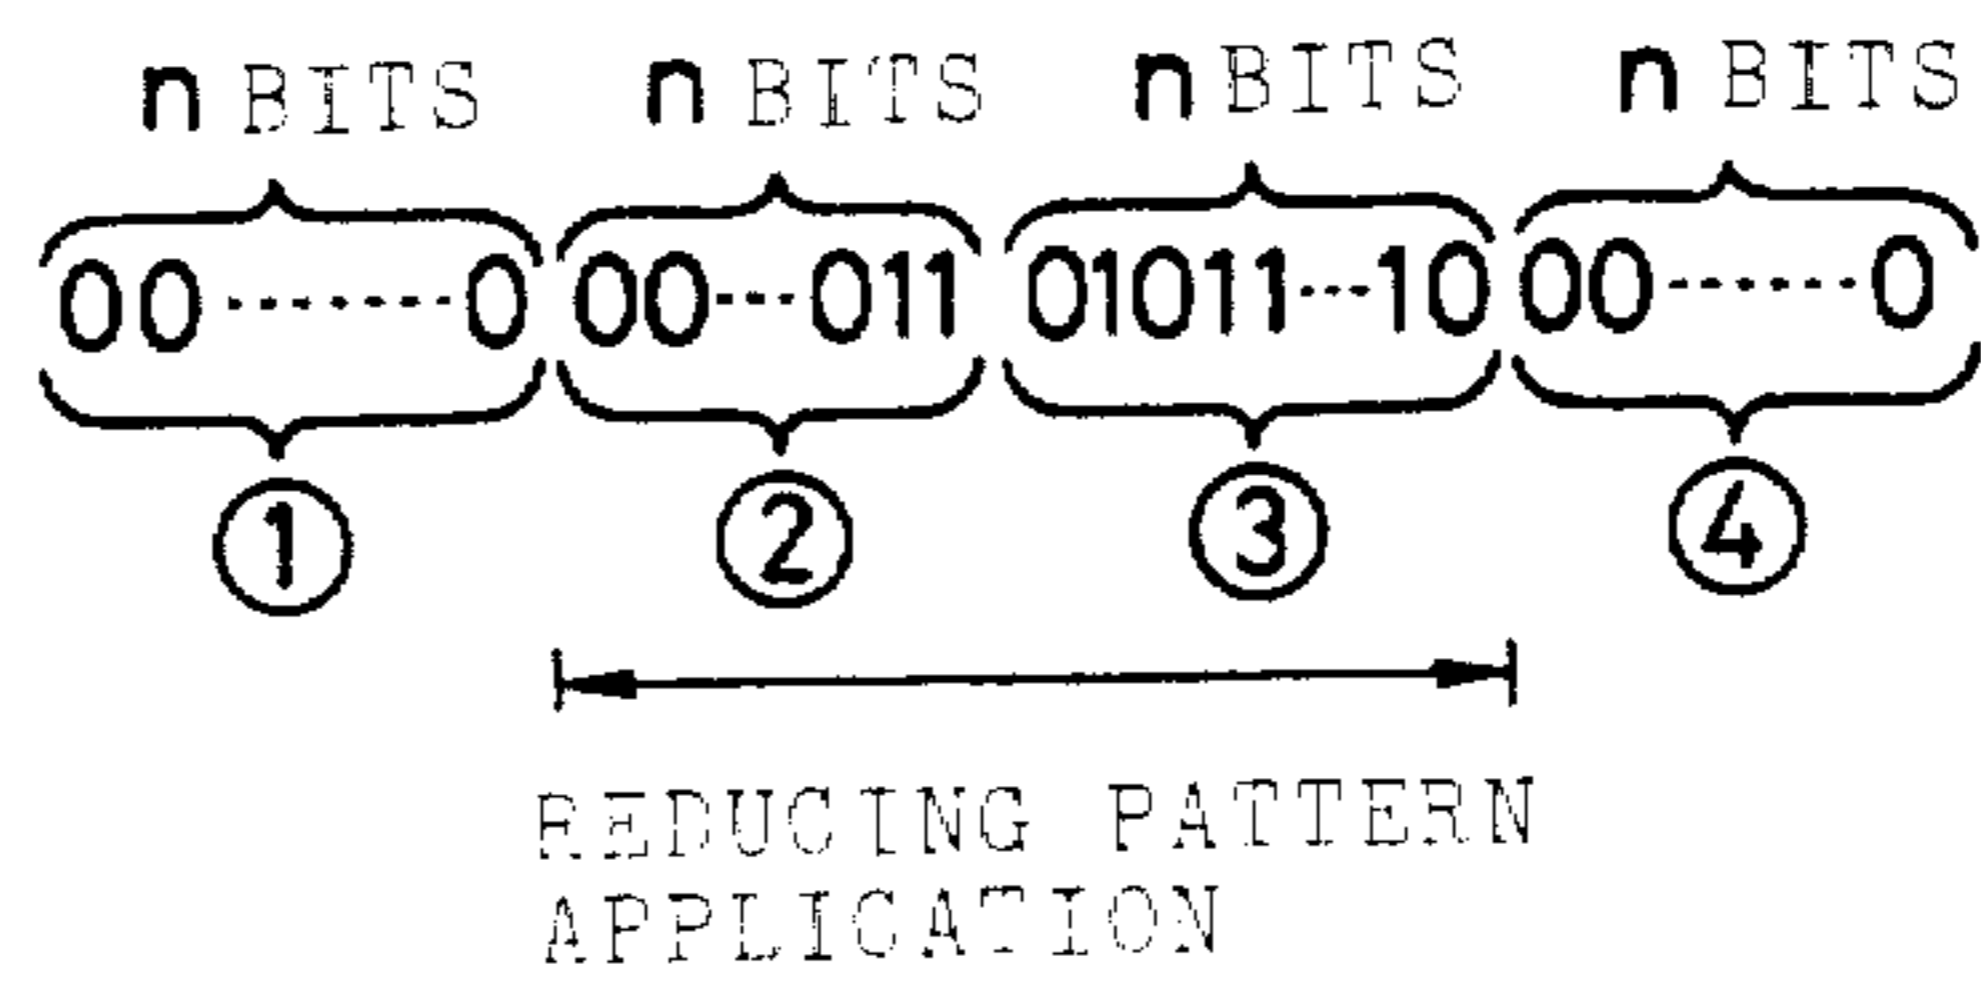 n BITS n BITS n BITS n BITS
00·······0 00···011 01011···10 00······0
① ② ③ ④
REDUCING PATTERN
APPLICATION